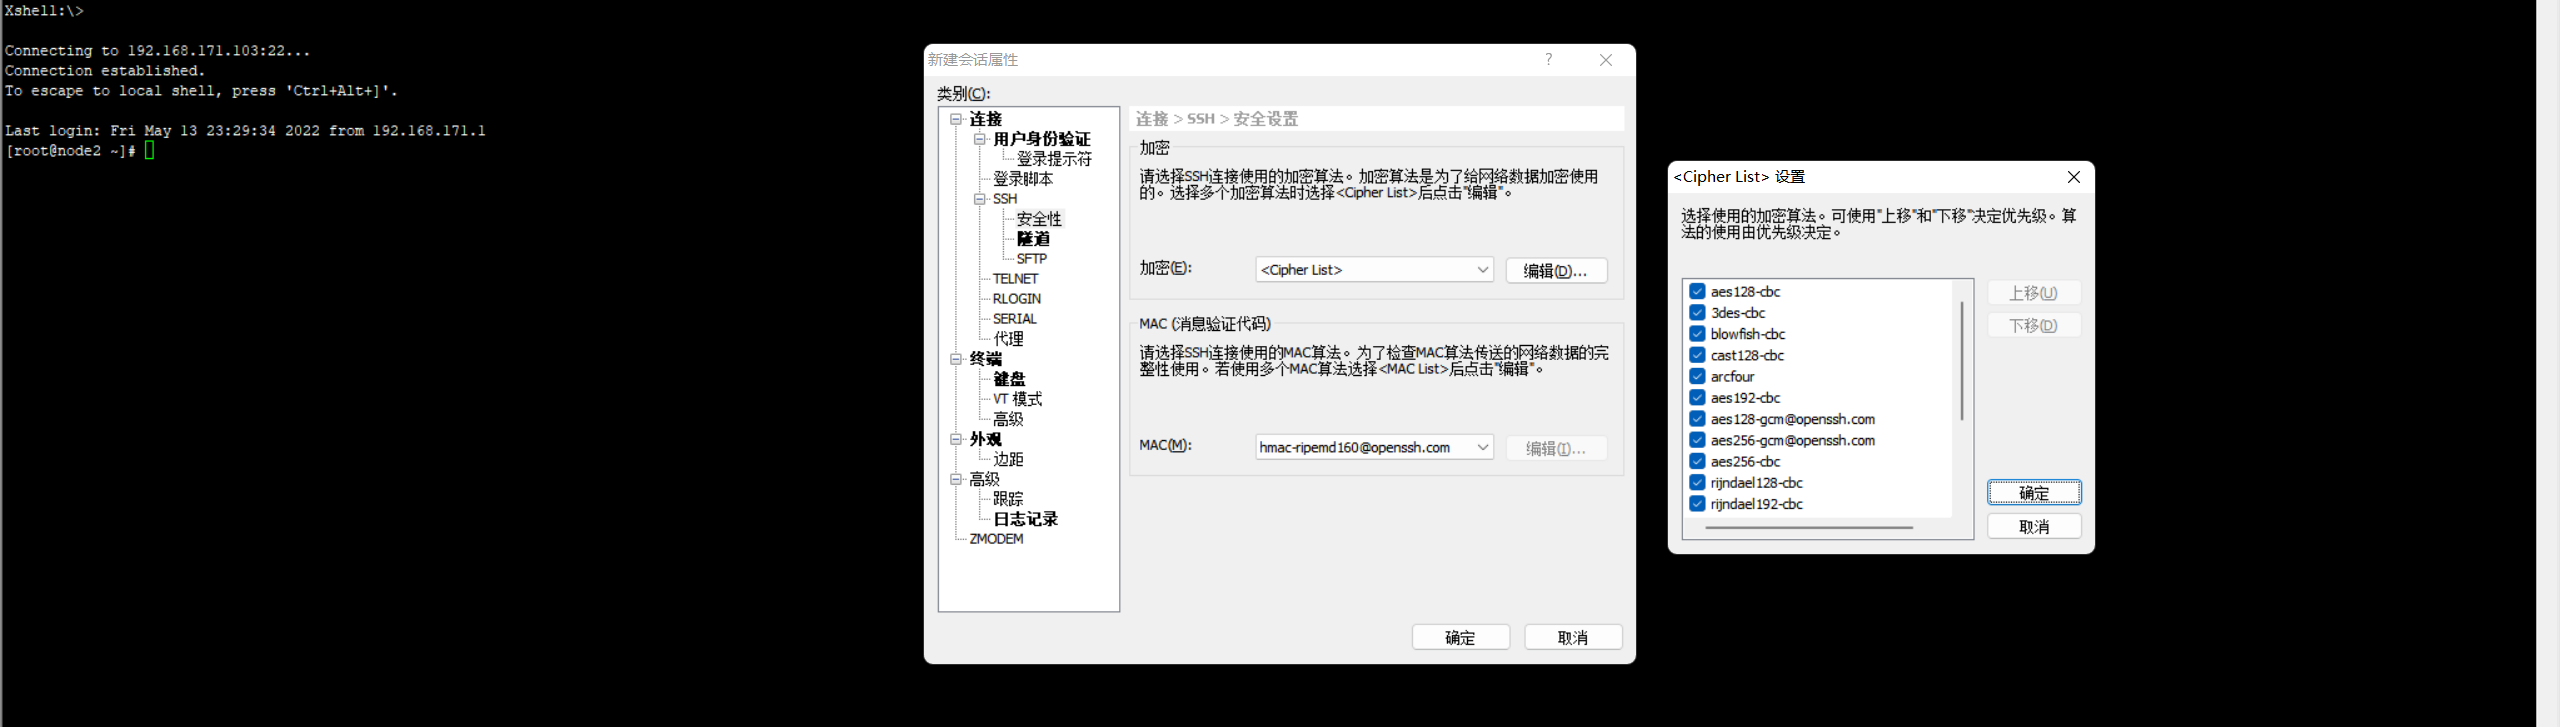 Xshell:\>
Connecting to 192.168.171.103:22...
Connection established.
To escape to local shell, press 'Ctrl+Alt+]'.
Last login: Fri May 13 23:29:34 2022 from 192.168.171.1
[root@node2 ~]#
新建会话属性
?
类别(C):
连接
用户身份验证
登录提示符
登录脚本
SSH
安全性
隧道
SFTP
TELNET
RLOGIN
SERIAL
代理
终端
键盘
VT 模式
高级
外观
边距
高级
跟踪
日志记录
ZMODEM
连接 > SSH > 安全设置
加密
请选择SSH连接使用的加密算法。加密算法是为了给网络数据加密使用
的。选择多个加密算法时选择<Cipher List>后点击"编辑"。
加密(E):
<Cipher List>
编辑(D)...
MAC (消息验证代码)
请选择SSH连接使用的MAC算法。为了检查MAC算法传送的网络数据的完
整性使用。若使用多个MAC算法选择<MAC List>后点击"编辑"。
MAC(M):
hmac-ripemd160@openssh.com
编辑(I)...
确定
取消
<Cipher List> 设置
选择使用的加密算法。可使用"上移"和"下移"决定优先级。算
法的使用由优先级决定。
aes128-cbc
3des-cbc
blowfish-cbc
cast128-cbc
arcfour
aes192-cbc
aes128-gcm@openssh.com
aes256-gcm@openssh.com
aes256-cbc
rijndael128-cbc
rijndael192-cbc
上移(U)
下移(D)
确定
取消